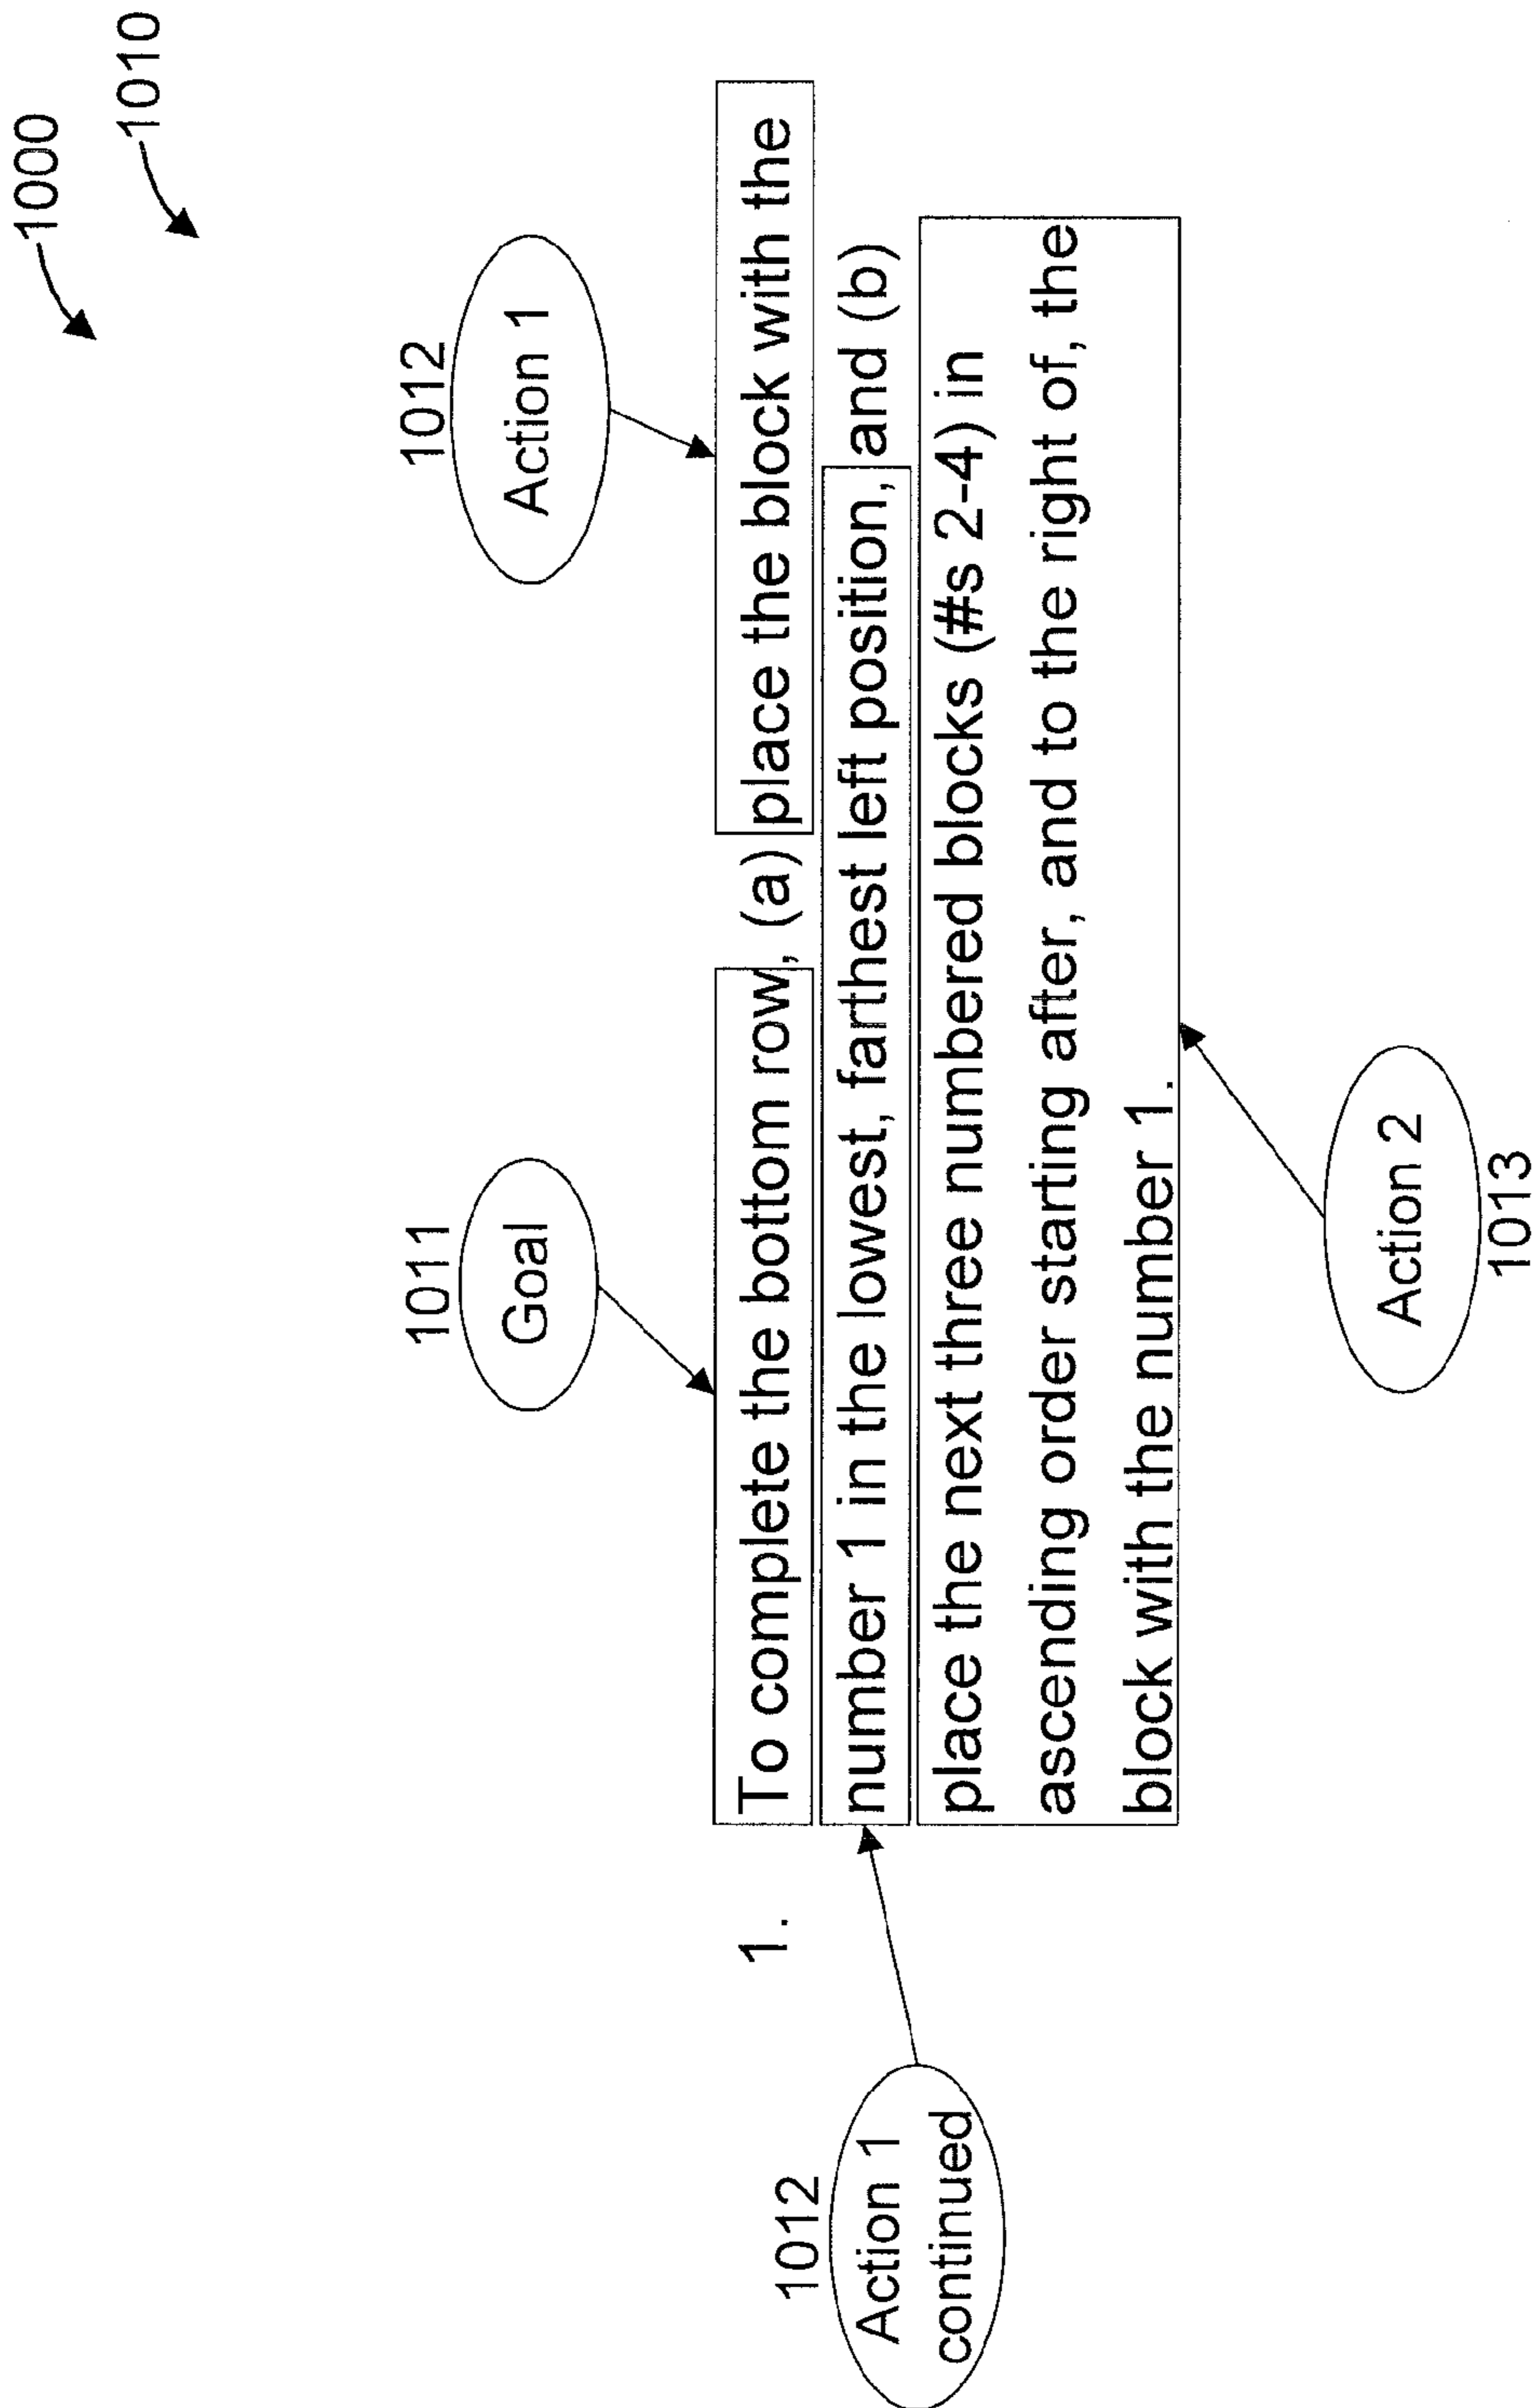 1000
1010
1011
Goal
1012
Action 1
1. To complete the bottom row, (a) place the block with the
number 1 in the lowest, farthest left position, and (b)
place the next three numbered blocks (#s 2-4) in
ascending order starting after, and to the right of, the
block with the number 1.
1012
Action 1
continued
Action 2
1013